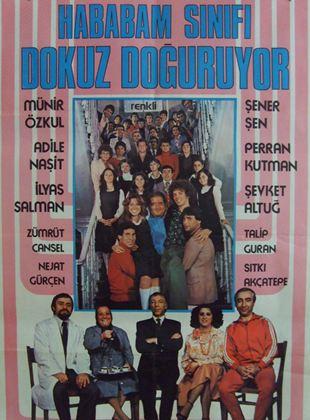 HABABAM SINIFI
DOKUZ DOĞURUYOR
renkli
MÜNİR
ÖZKUL
ADİLE
NAŞİT
İLYAS
SALMAN
ZÜMRÜT
CANSEL
NEJAT
GÜRÇEN
ŞENER
ŞEN
PERRAN
KUTMAN
ŞEVKET
ALTUĞ
TALİP
GURAN
SITKI
AKÇATEPE